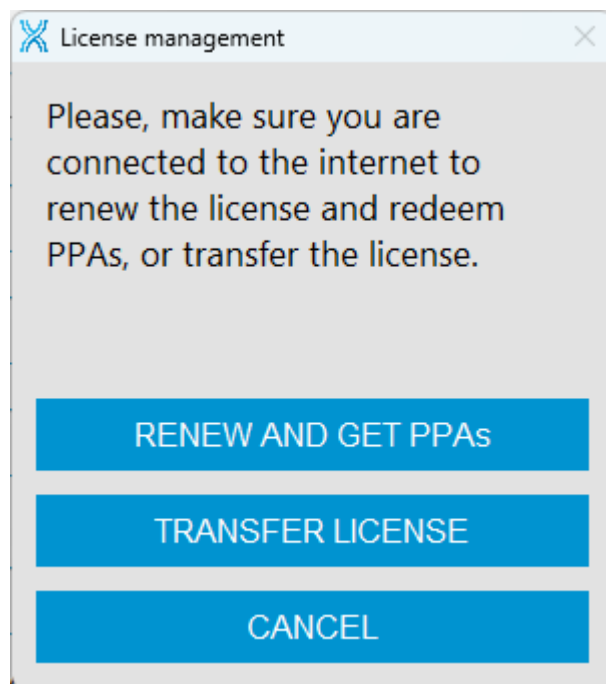 License management
Please, make sure you are
connected to the internet to
renew the license and redeem
PPAs, or transfer the license.
RENEW AND GET PPAs
TRANSFER LICENSE
CANCEL